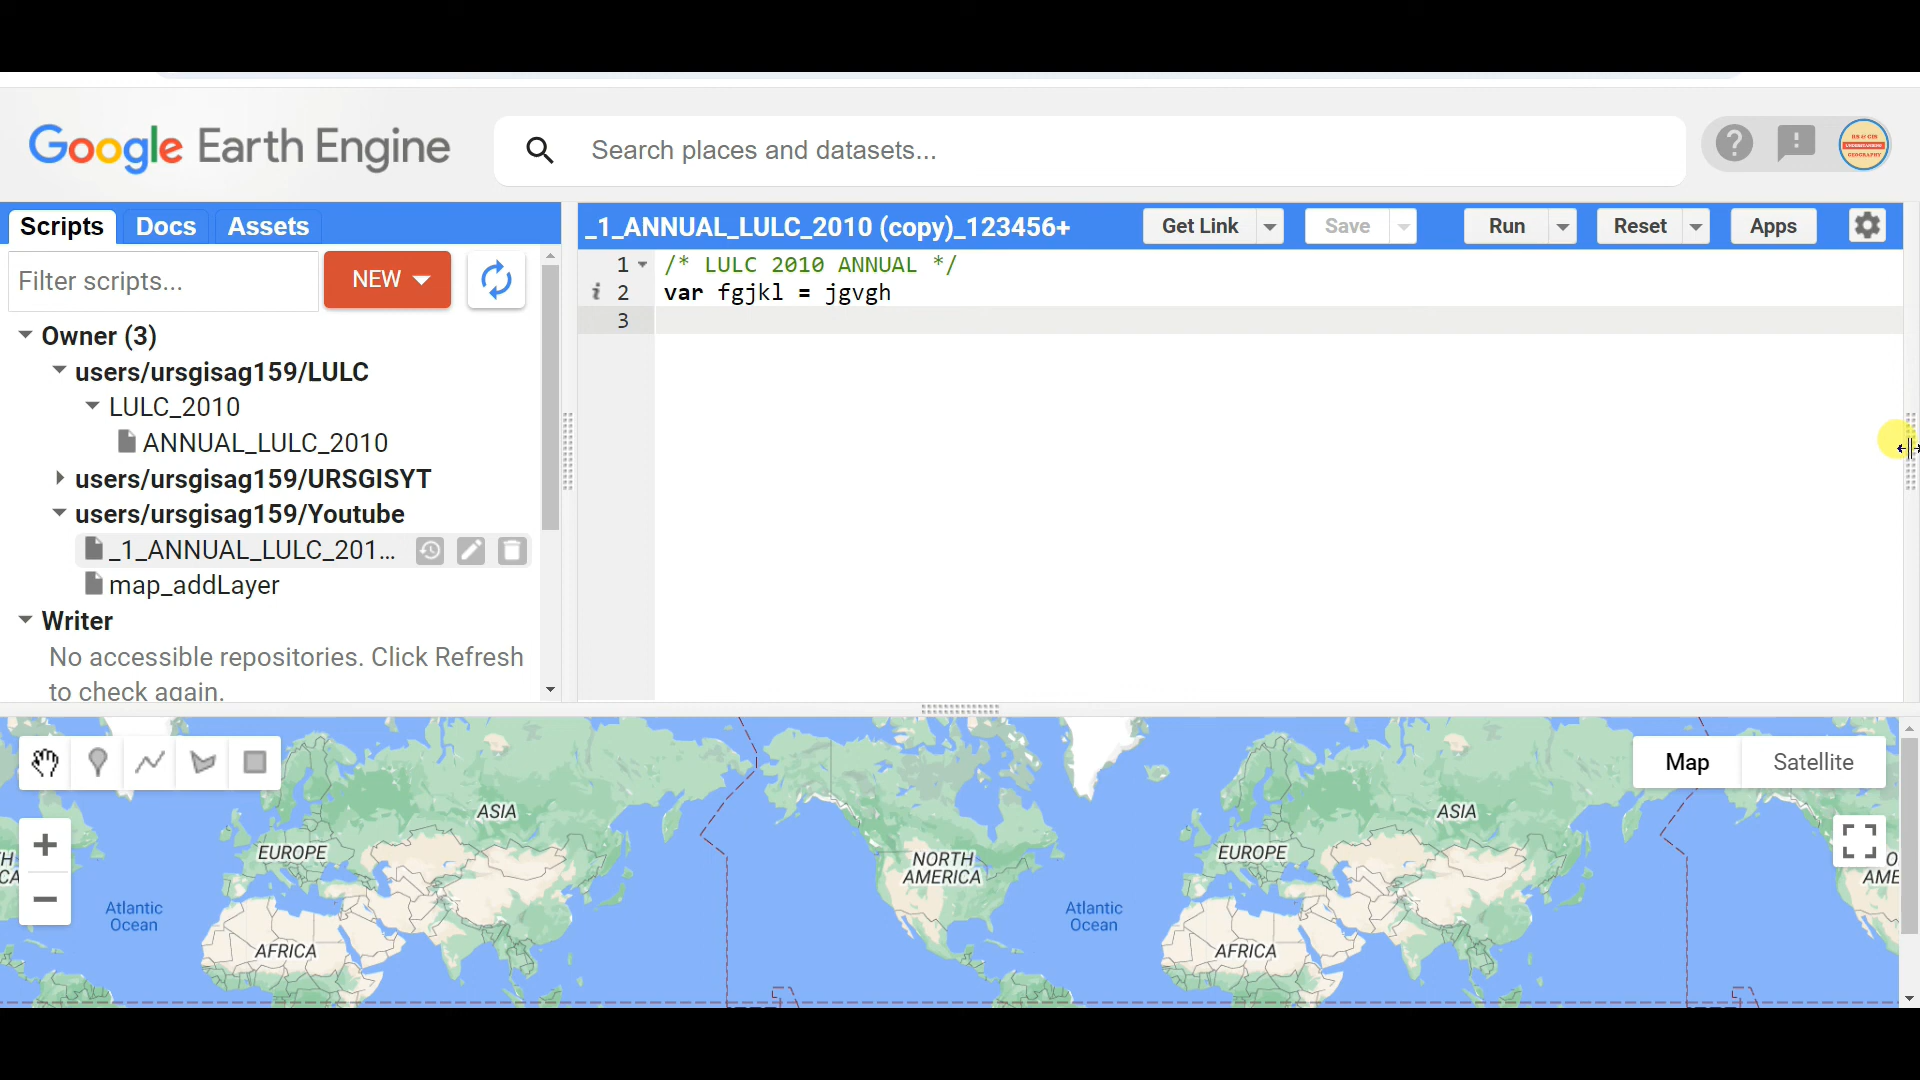 Google Earth Engine
Search places and datasets...
Scripts Docs Assets
Filter scripts...
NEW
Owner (3)
users/ursgisag159/LULC
LULC_2010
ANNUAL_LULC_2010
users/ursgisag159/URSGISYT
users/ursgisag159/Youtube
_1_ANNUAL_LULC_201...
map_addLayer
Writer
No accessible repositories. Click Refresh
to check again.
_1_ANNUAL_LULC_2010 (copy)_123456+
Get Link Save Run Reset Apps
1 /* LULC 2010 ANNUAL */
i 2 var fgjkl = jgvgh
3
Map Satellite
ASIA
EUROPE
AFRICA
Atlantic
Ocean
NORTH
AMERICA
Atlantic
Ocean
ASIA
EUROPE
AFRICA